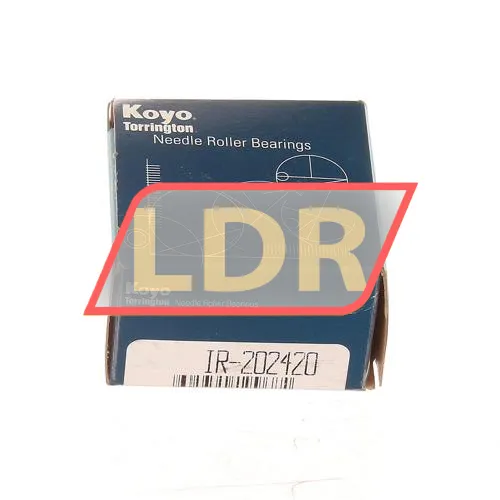 Koyo
Torrington
Needle Roller Bearings
LDR
Koyo
Torrington Needle Roller Bearings
IR-202420